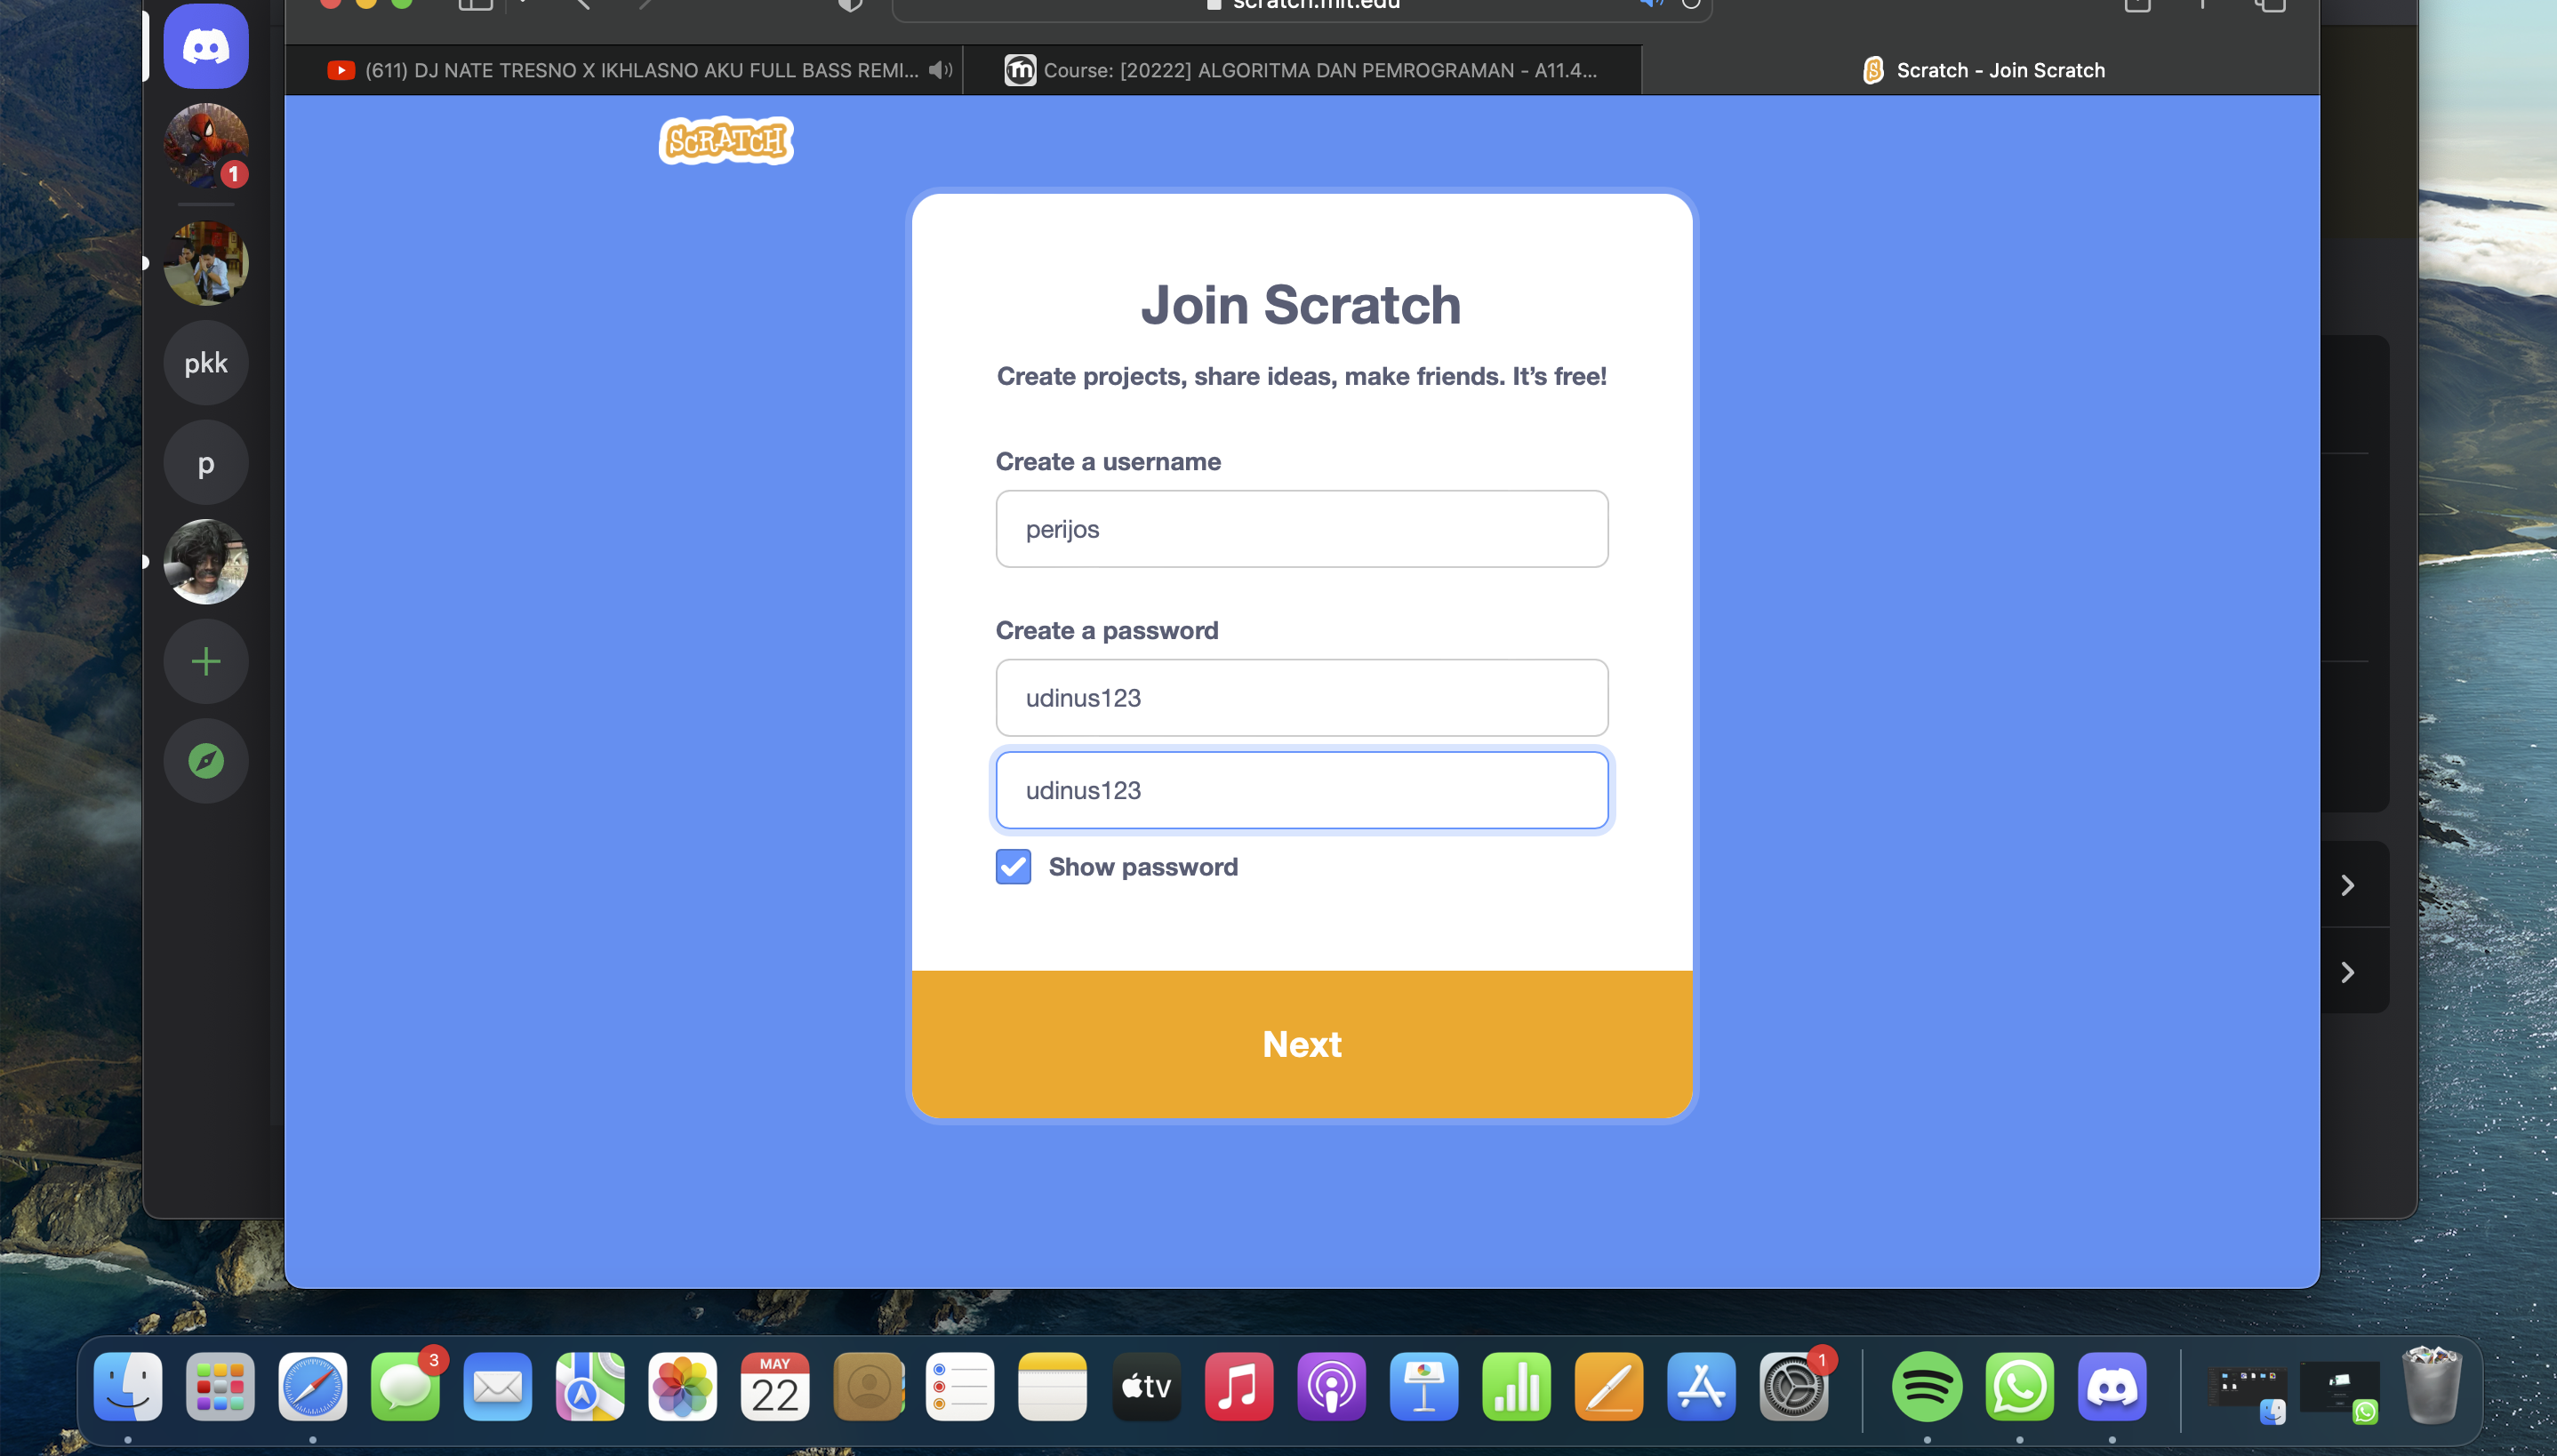 scratch.mit.edu
(611) DJ NATE TRESNO X IKHLASNO AKU FULL BASS REMI...
Course: [20222] ALGORITMA DAN PEMROGRAMAN - A11.4...
Scratch - Join Scratch
SCRATCH
1
pkk
p
Join Scratch
Create projects, share ideas, make friends. It’s free!
Create a username
perijos
Create a password
udinus123
udinus123
Show password
Next
3
MAY
22
tv
1